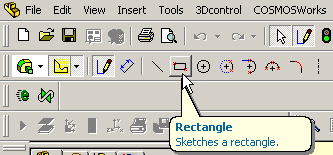 File Edit View Insert Tools 3Dcontrol COSMOSWorks
Rectangle
Sketches a rectangle.